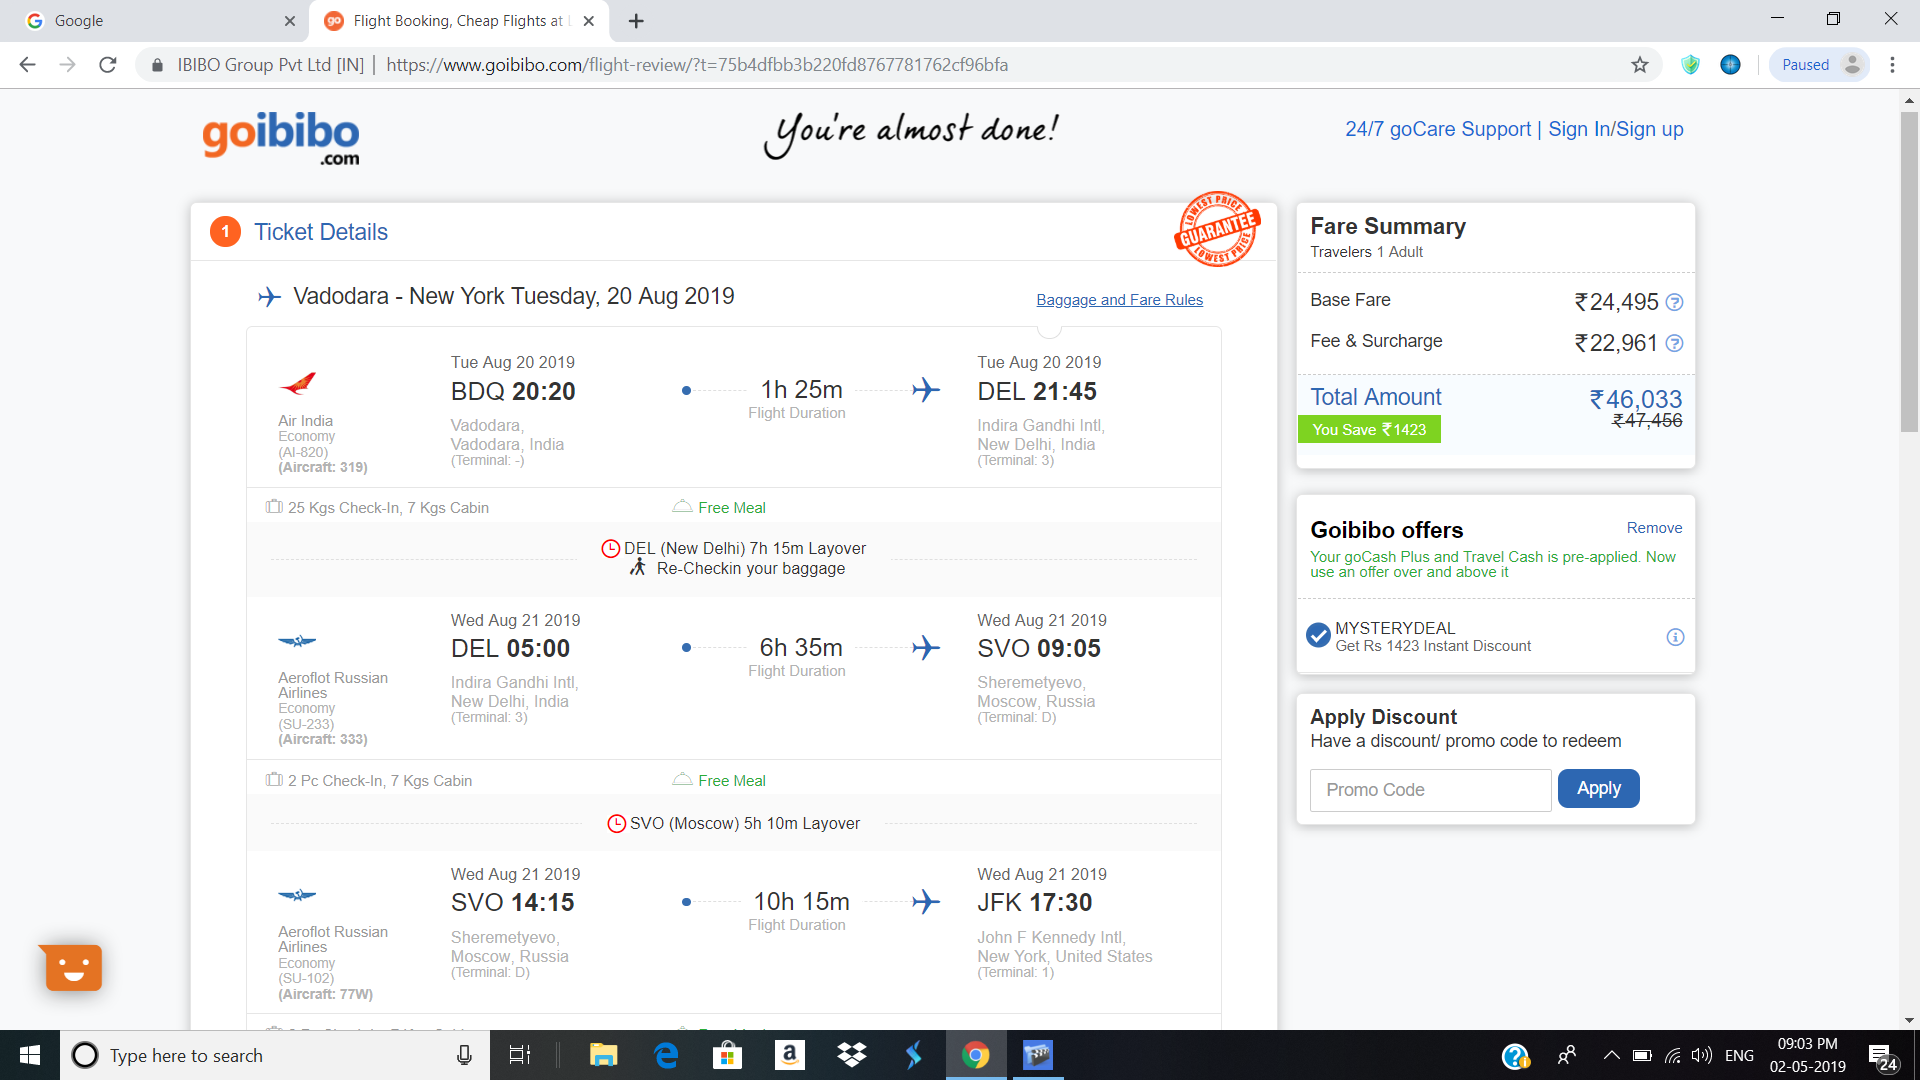 Google
Flight Booking, Cheap Flights at
IBIBO Group Pvt Ltd [IN] | https://www.goibibo.com/flight-review/?t=75b4dfbb3b220fd8767781762cf96bfa
Paused
goibibo
.com
You're almost done!
24/7 goCare Support | Sign In/Sign up
1 Ticket Details
LOWEST PRICE
GUARANTEE
LOWEST PRICE
Vadodara - New York Tuesday, 20 Aug 2019
Baggage and Fare Rules
Air India
Economy
(AI-820)
(Aircraft: 319)
Tue Aug 20 2019
BDQ 20:20
Vadodara,
Vadodara, India
(Terminal: -)
1h 25m
Flight Duration
Tue Aug 20 2019
DEL 21:45
Indira Gandhi Intl,
New Delhi, India
(Terminal: 3)
25 Kgs Check-In, 7 Kgs Cabin
Free Meal
DEL (New Delhi) 7h 15m Layover
Re-Checkin your baggage
Aeroflot Russian
Airlines
Economy
(SU-233)
(Aircraft: 333)
Wed Aug 21 2019
DEL 05:00
Indira Gandhi Intl,
New Delhi, India
(Terminal: 3)
6h 35m
Flight Duration
Wed Aug 21 2019
SVO 09:05
Sheremetyevo,
Moscow, Russia
(Terminal: D)
2 Pc Check-In, 7 Kgs Cabin
Free Meal
SVO (Moscow) 5h 10m Layover
Aeroflot Russian
Airlines
Economy
(SU-102)
(Aircraft: 77W)
Wed Aug 21 2019
SVO 14:15
Sheremetyevo,
Moscow, Russia
(Terminal: D)
10h 15m
Flight Duration
Wed Aug 21 2019
JFK 17:30
John F Kennedy Intl,
New York, United States
(Terminal: 1)
Fare Summary
Travelers 1 Adult
Base Fare ₹24,495
Fee & Surcharge ₹22,961
Total Amount ₹46,033
You Save ₹1423 ₹47,456
Goibibo offers Remove
Your goCash Plus and Travel Cash is pre-applied. Now
use an offer over and above it
MYSTERYDEAL
Get Rs 1423 Instant Discount
Apply Discount
Have a discount/ promo code to redeem
Promo Code Apply
Type here to search
ENG
09:03 PM
02-05-2019
24